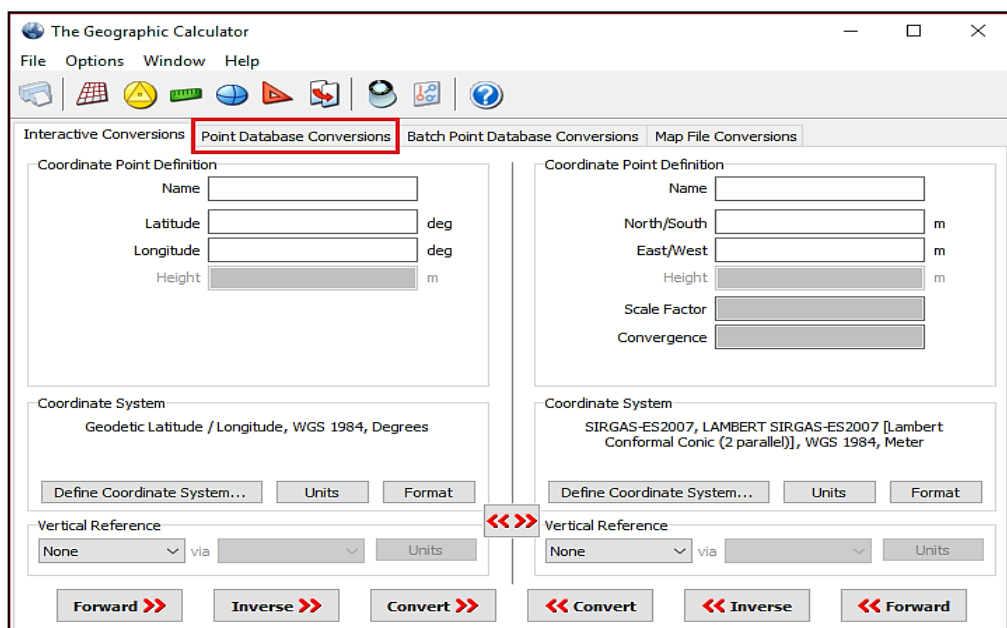 The Geographic Calculator
File Options Window Help
Interactive Conversions Point Database Conversions Batch Point Database Conversions Map File Conversions
Coordinate Point Definition
Name
Latitude deg
Longitude deg
Height m
Coordinate System
Geodetic Latitude / Longitude, WGS 1984, Degrees
Define Coordinate System... Units Format
Vertical Reference
None via Units
Forward Inverse Convert
Coordinate Point Definition
Name
North/South m
East/West m
Height m
Scale Factor
Convergence
Coordinate System
SIRGAS-ES2007, LAMBERT SIRGAS-ES2007 [Lambert
Conformal Conic (2 parallel)], WGS 1984, Meter
Define Coordinate System... Units Format
Vertical Reference
None via Units
Convert Inverse Forward